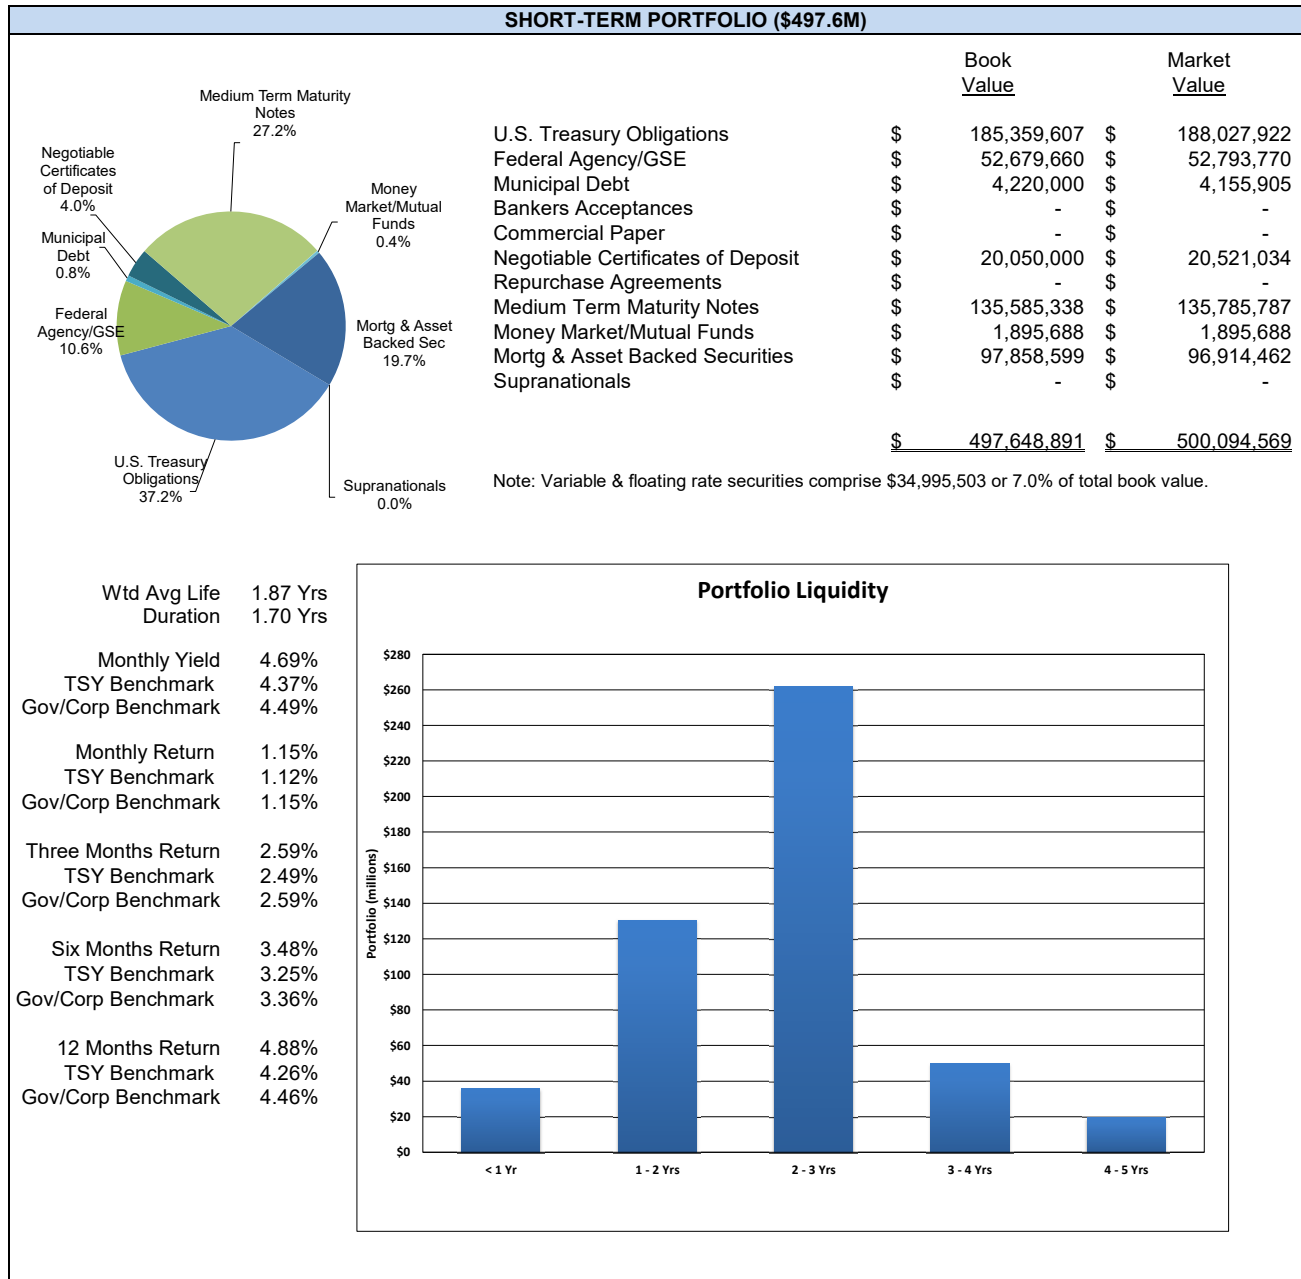 SHORT-TERM PORTFOLIO ($497.6M)
Medium Term Maturity
Notes
27.2%
Negotiable
Certificates
of Deposit
4.0%
Money
Market/Mutual
Funds
0.4%
Municipal
Debt
0.8%
Federal
Agency/GSE
10.6%
Mortg & Asset
Backed Sec
19.7%
U.S. Treasury
Obligations
37.2%
Supranationals
0.0%
Book Market
Value Value
U.S. Treasury Obligations $ 185,359,607 $ 188,027,922
Federal Agency/GSE $ 52,679,660 $ 52,793,770
Municipal Debt $ 4,220,000 $ 4,155,905
Bankers Acceptances $ - $ -
Commercial Paper $ - $ -
Negotiable Certificates of Deposit $ 20,050,000 $ 20,521,034
Repurchase Agreements $ - $ -
Medium Term Maturity Notes $ 135,585,338 $ 135,785,787
Money Market/Mutual Funds $ 1,895,688 $ 1,895,688
Mortg & Asset Backed Securities $ 97,858,599 $ 96,914,462
Supranationals $ - $ -
$ 497,648,891 $ 500,094,569
Note: Variable & floating rate securities comprise $34,995,503 or 7.0% of total book value.
Wtd Avg Life 1.87 Yrs
Duration 1.70 Yrs
Monthly Yield 4.69%
TSY Benchmark 4.37%
Gov/Corp Benchmark 4.49%
Monthly Return 1.15%
TSY Benchmark 1.12%
Gov/Corp Benchmark 1.15%
Three Months Return 2.59%
TSY Benchmark 2.49%
Gov/Corp Benchmark 2.59%
Six Months Return 3.48%
TSY Benchmark 3.25%
Gov/Corp Benchmark 3.36%
12 Months Return 4.88%
TSY Benchmark 4.26%
Gov/Corp Benchmark 4.46%
Portfolio Liquidity
Portfolio (millions)
$280
$260
$240
$220
$200
$180
$160
$140
$120
$100
$80
$60
$40
$20
$0
< 1 Yr 1 - 2 Yrs 2 - 3 Yrs 3 - 4 Yrs 4 - 5 Yrs